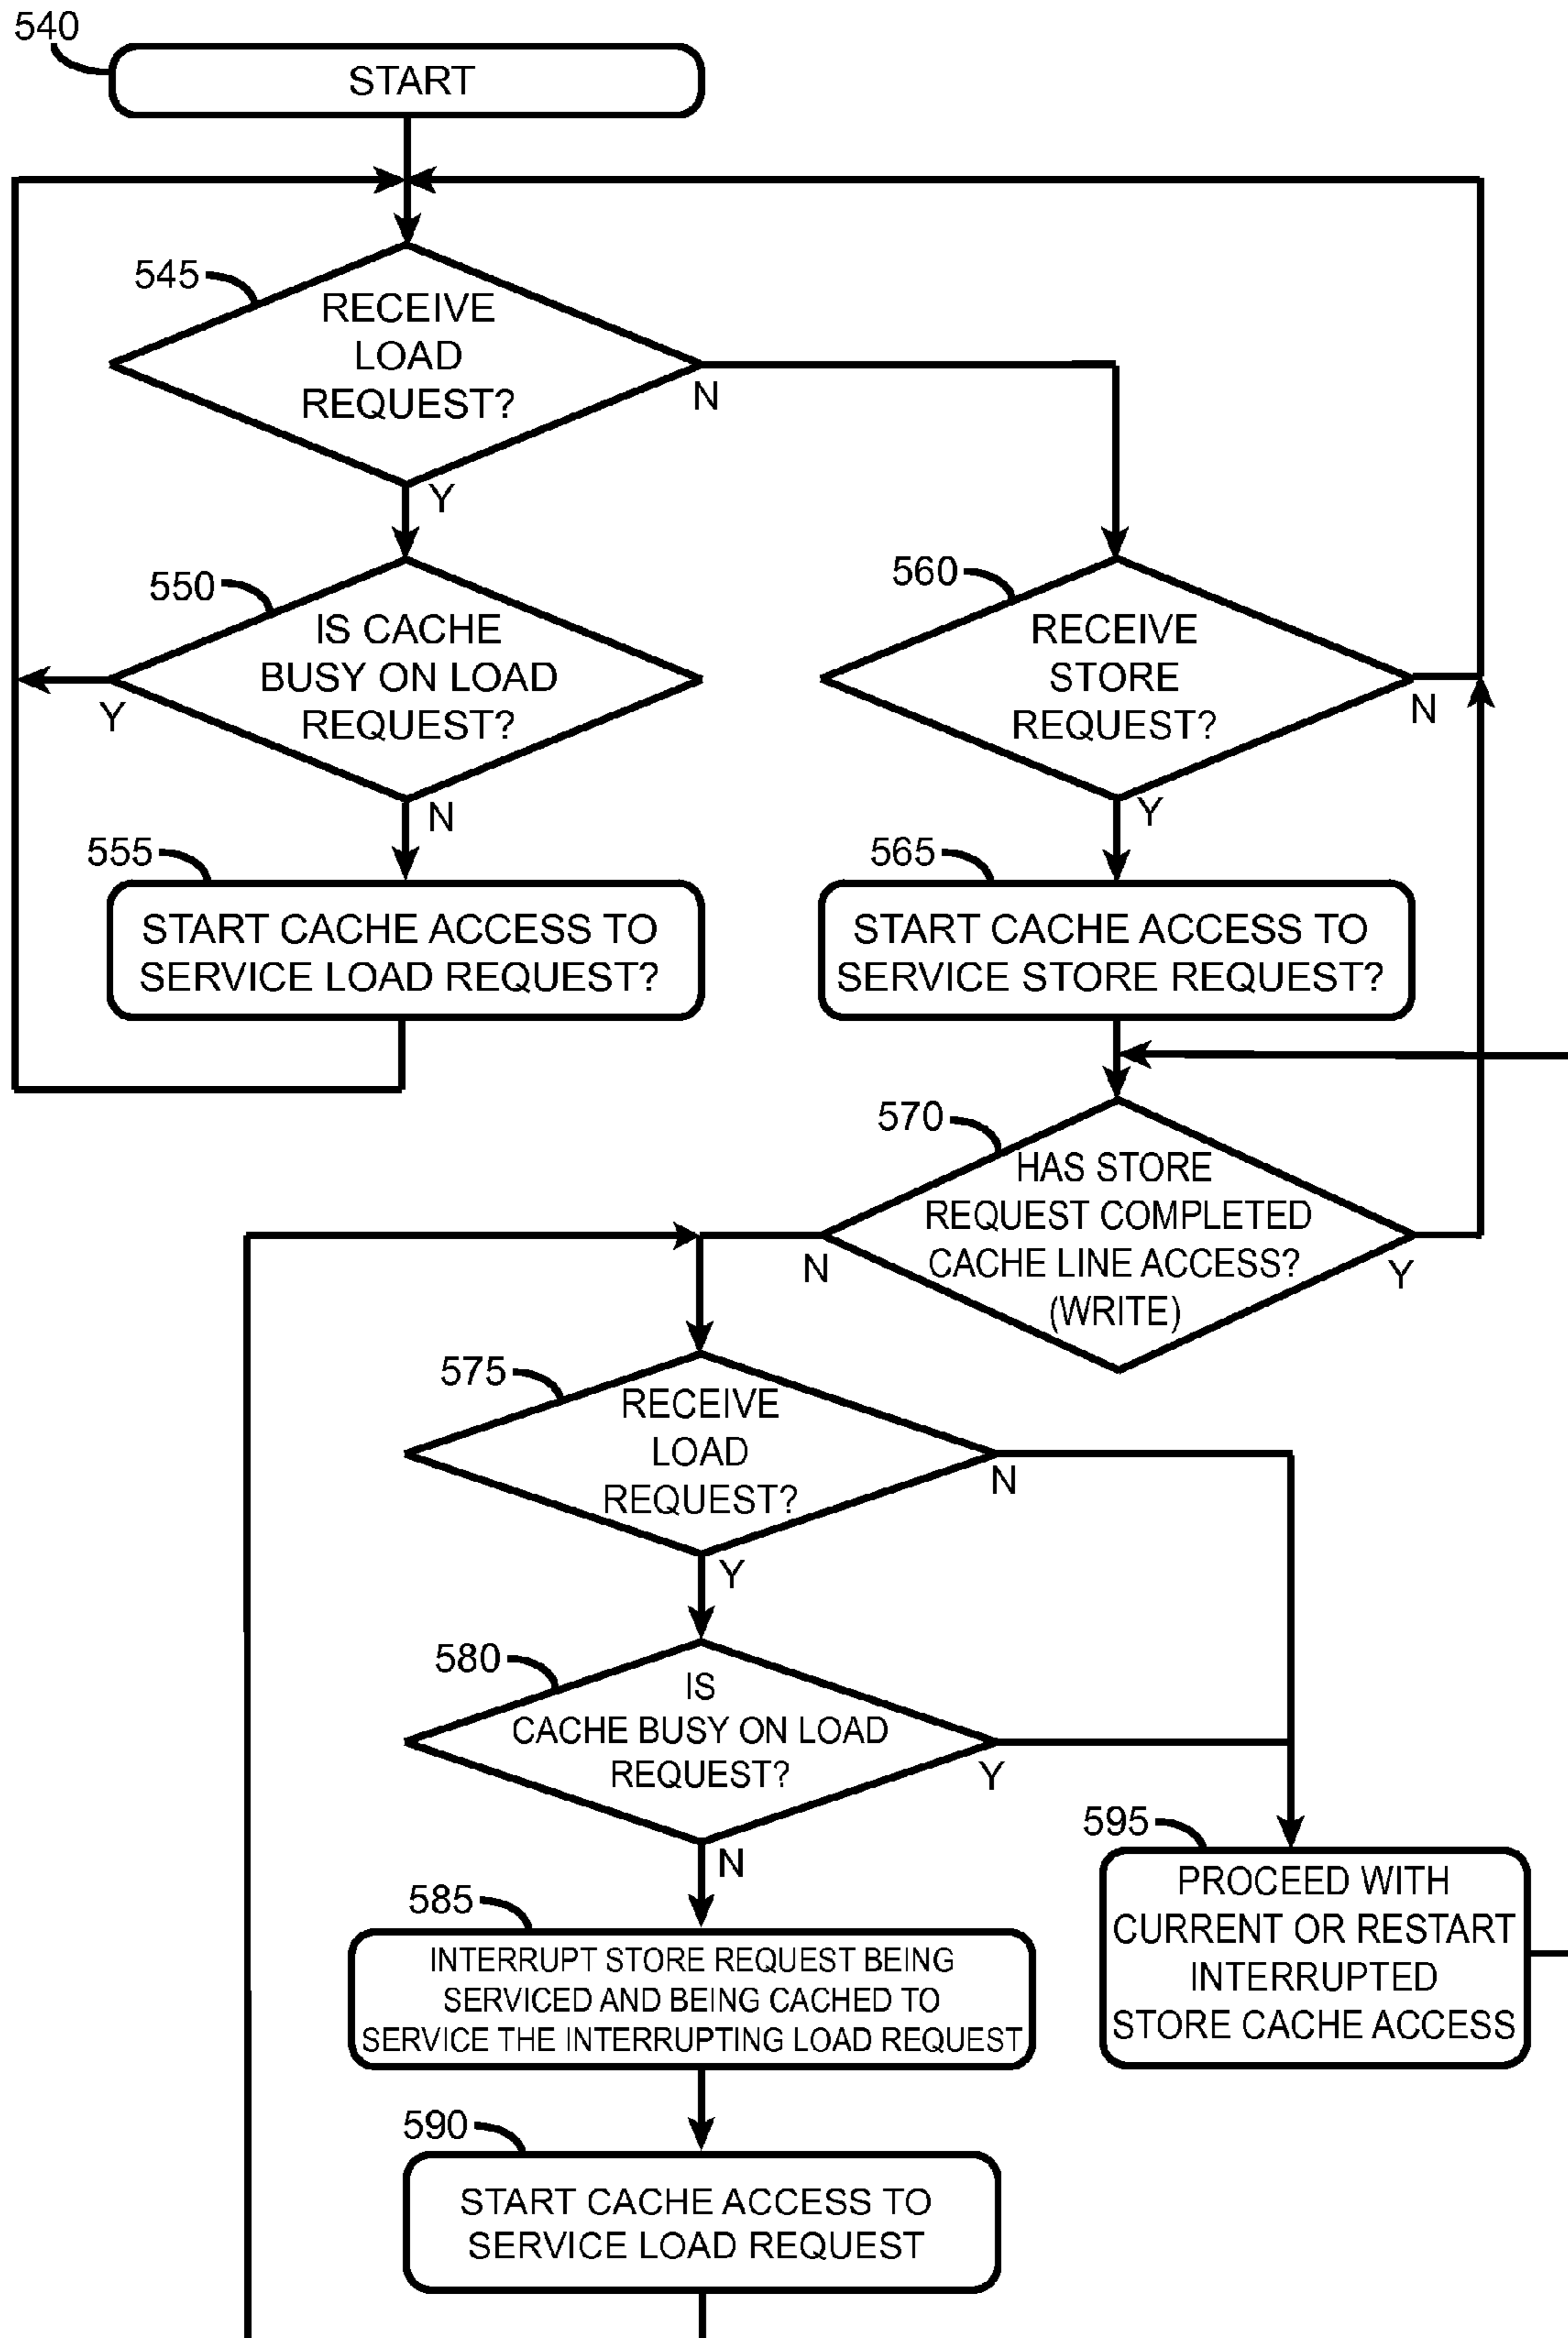 540
START
545
RECEIVE
LOAD
REQUEST?
N
Y
550
IS CACHE
BUSY ON LOAD
REQUEST?
Y
N
560
RECEIVE
STORE
REQUEST?
N
Y
555
START CACHE ACCESS TO
SERVICE LOAD REQUEST?
565
START CACHE ACCESS TO
SERVICE STORE REQUEST?
570
HAS STORE
REQUEST COMPLETED
CACHE LINE ACCESS?
(WRITE)
N
Y
575
RECEIVE
LOAD
REQUEST?
N
Y
580
IS
CACHE BUSY ON LOAD
REQUEST?
Y
N
595
PROCEED WITH
CURRENT OR RESTART
INTERRUPTED
STORE CACHE ACCESS
585
INTERRUPT STORE REQUEST BEING
SERVICED AND BEING CACHED TO
SERVICE THE INTERRUPTING LOAD REQUEST
590
START CACHE ACCESS TO
SERVICE LOAD REQUEST